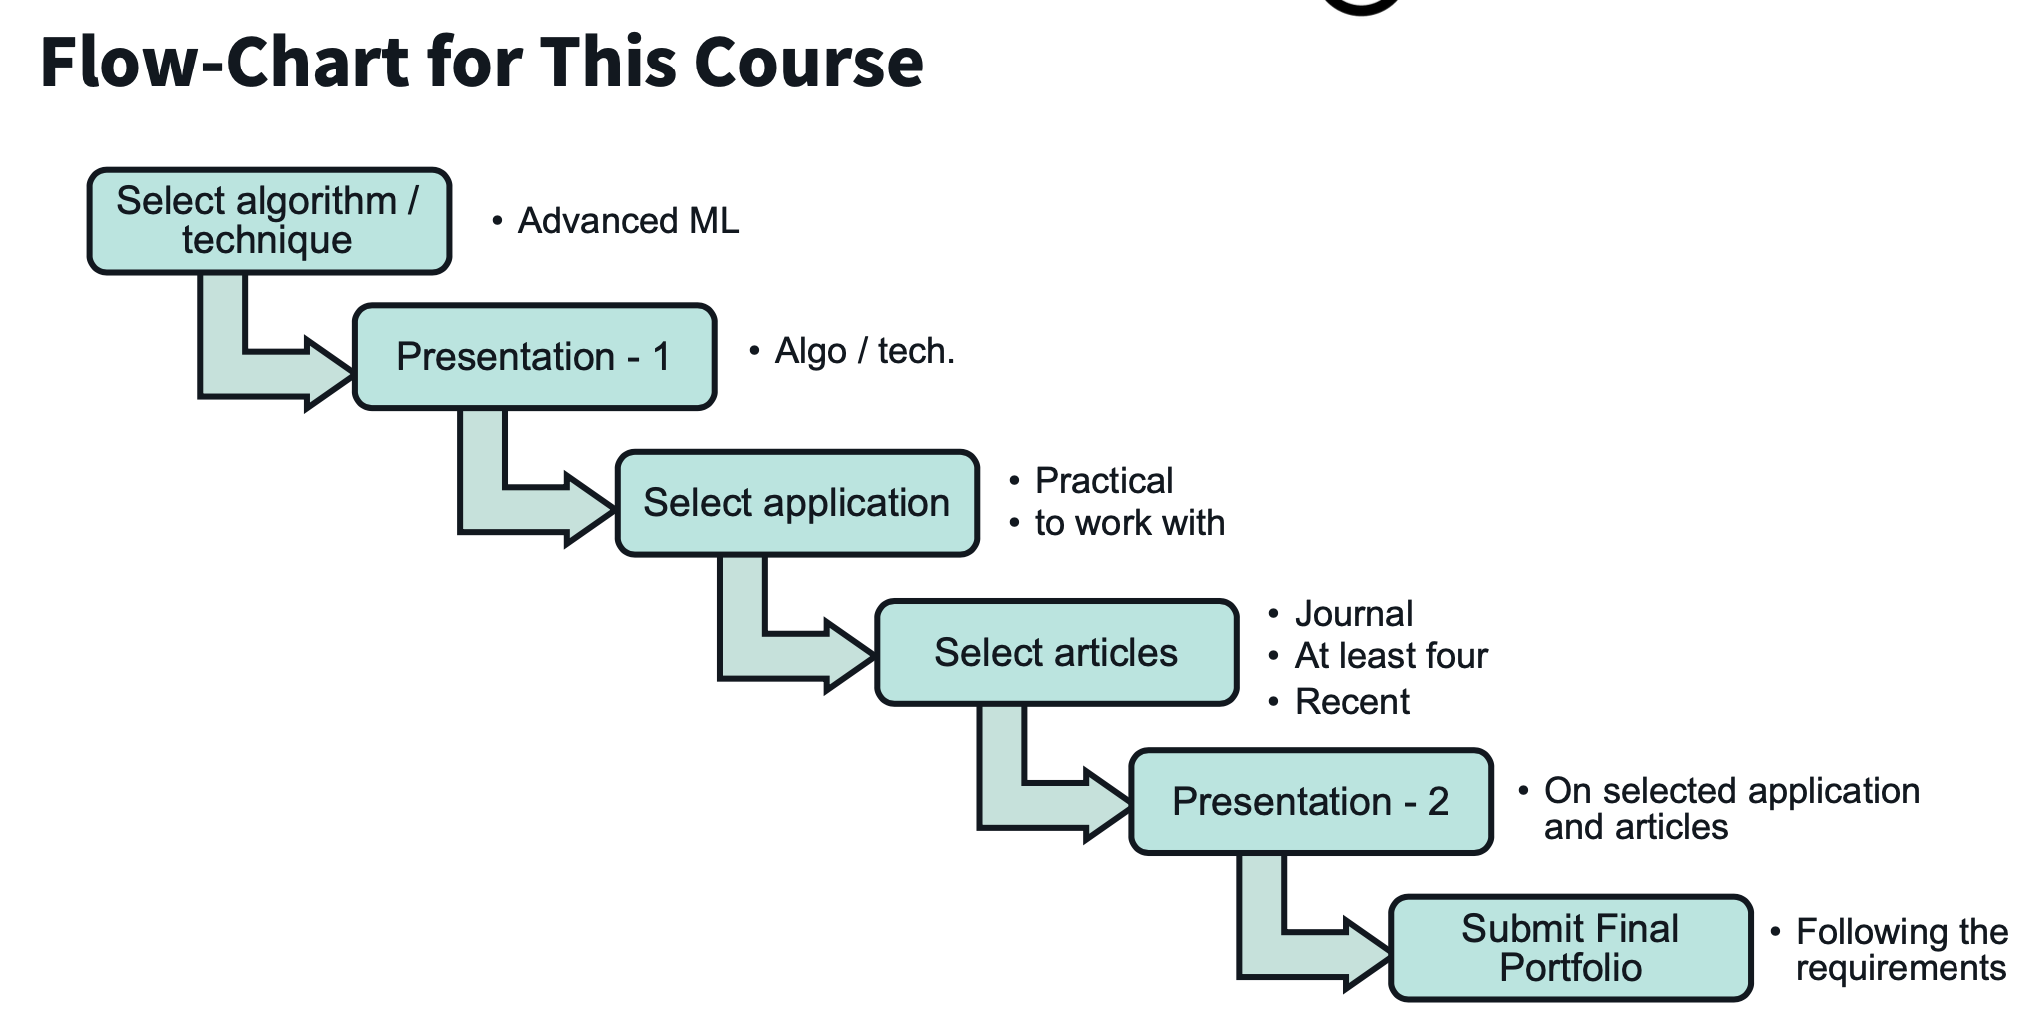 Flow-Chart for This Course
Select algorithm /
technique
• Advanced ML
Presentation - 1
• Algo / tech.
Select application
• Practical
• to work with
Select articles
• Journal
• At least four
• Recent
Presentation - 2
• On selected application
and articles
Submit Final
Portfolio
• Following the
requirements